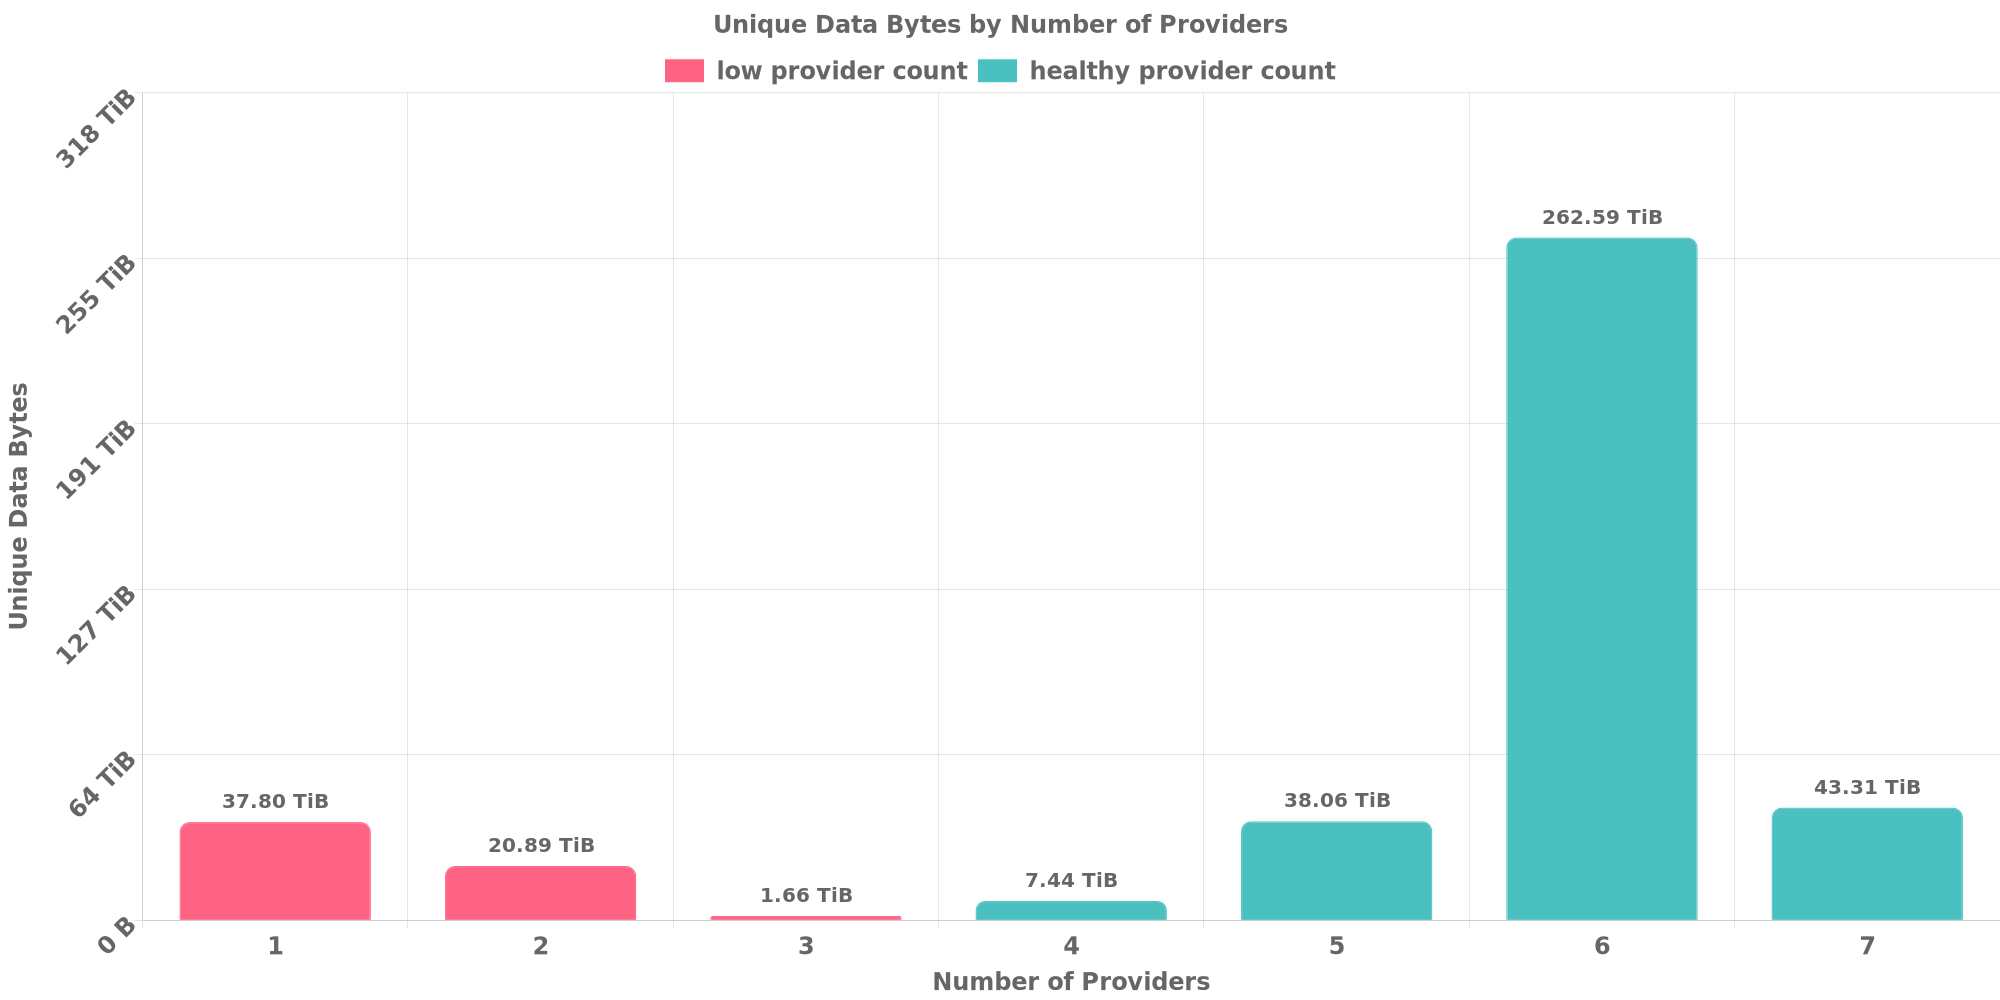 Unique Data Bytes by Number of Providers
low provider count healthy provider count
318 TiB
255 TiB
191 TiB
127 TiB
64 TiB
0 B
Unique Data Bytes
37.80 TiB
20.89 TiB
1.66 TiB
7.44 TiB
38.06 TiB
262.59 TiB
43.31 TiB
1 2 3 4 5 6 7
Number of Providers